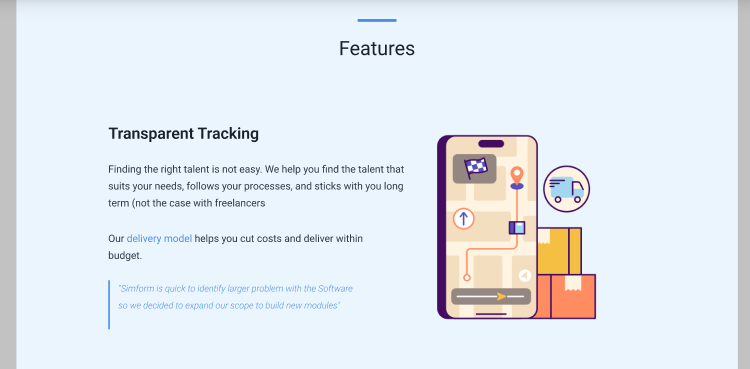 Features
Transparent Tracking
Finding the right talent is not easy. We help you find the talent that
suits your needs, follows your processes, and sticks with you long
term (not the case with freelancers
Our delivery model helps you cut costs and deliver within
budget.
"Simform is quick to identify larger problem with the Software
so we decided to expand our scope to build new modules"